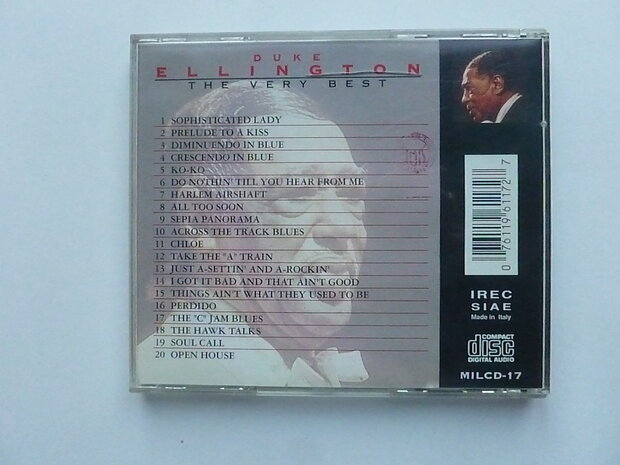 DUKE
ELLINGTON
THE VERY BEST
1 SOPHISTICATED LADY
2 PRELUDE TO A KISS
3 DIMINUENDO IN BLUE
4 CRESCENDO IN BLUE
5 KO-KO
6 DO NOTHIN' TILL YOU HEAR FROM ME
7 HARLEM AIRSHAFT
8 ALL TOO SOON
9 SEPIA PANORAMA
10 ACROSS THE TRACK BLUES
11 CHLOE
12 TAKE THE "A" TRAIN
13 JUST A-SETTIN' AND A-ROCKIN'
14 I GOT IT BAD AND THAT AIN'T GOOD
15 THINGS AIN'T WHAT THEY USED TO BE
16 PERDIDO
17 THE "C" JAM BLUES
18 THE HAWK TALKS
19 SOUL CALL
20 OPEN HOUSE
0 76119 61172 7
IREC
SIAE
Made in Italy
COMPACT
disc
DIGITAL AUDIO
MILCD-17